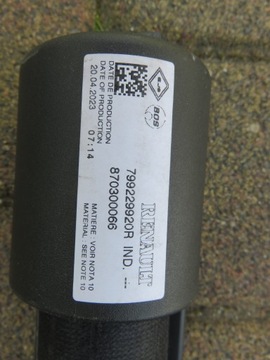 BOS
DATE DE PRODUCTION
DATE OF PRODUCTION
20.04.2023
07:14
RENAULT
799229920R IND. --
870300066
MATIERE: VOIR NOTA 10
MATERIAL: SEE NOTE 10